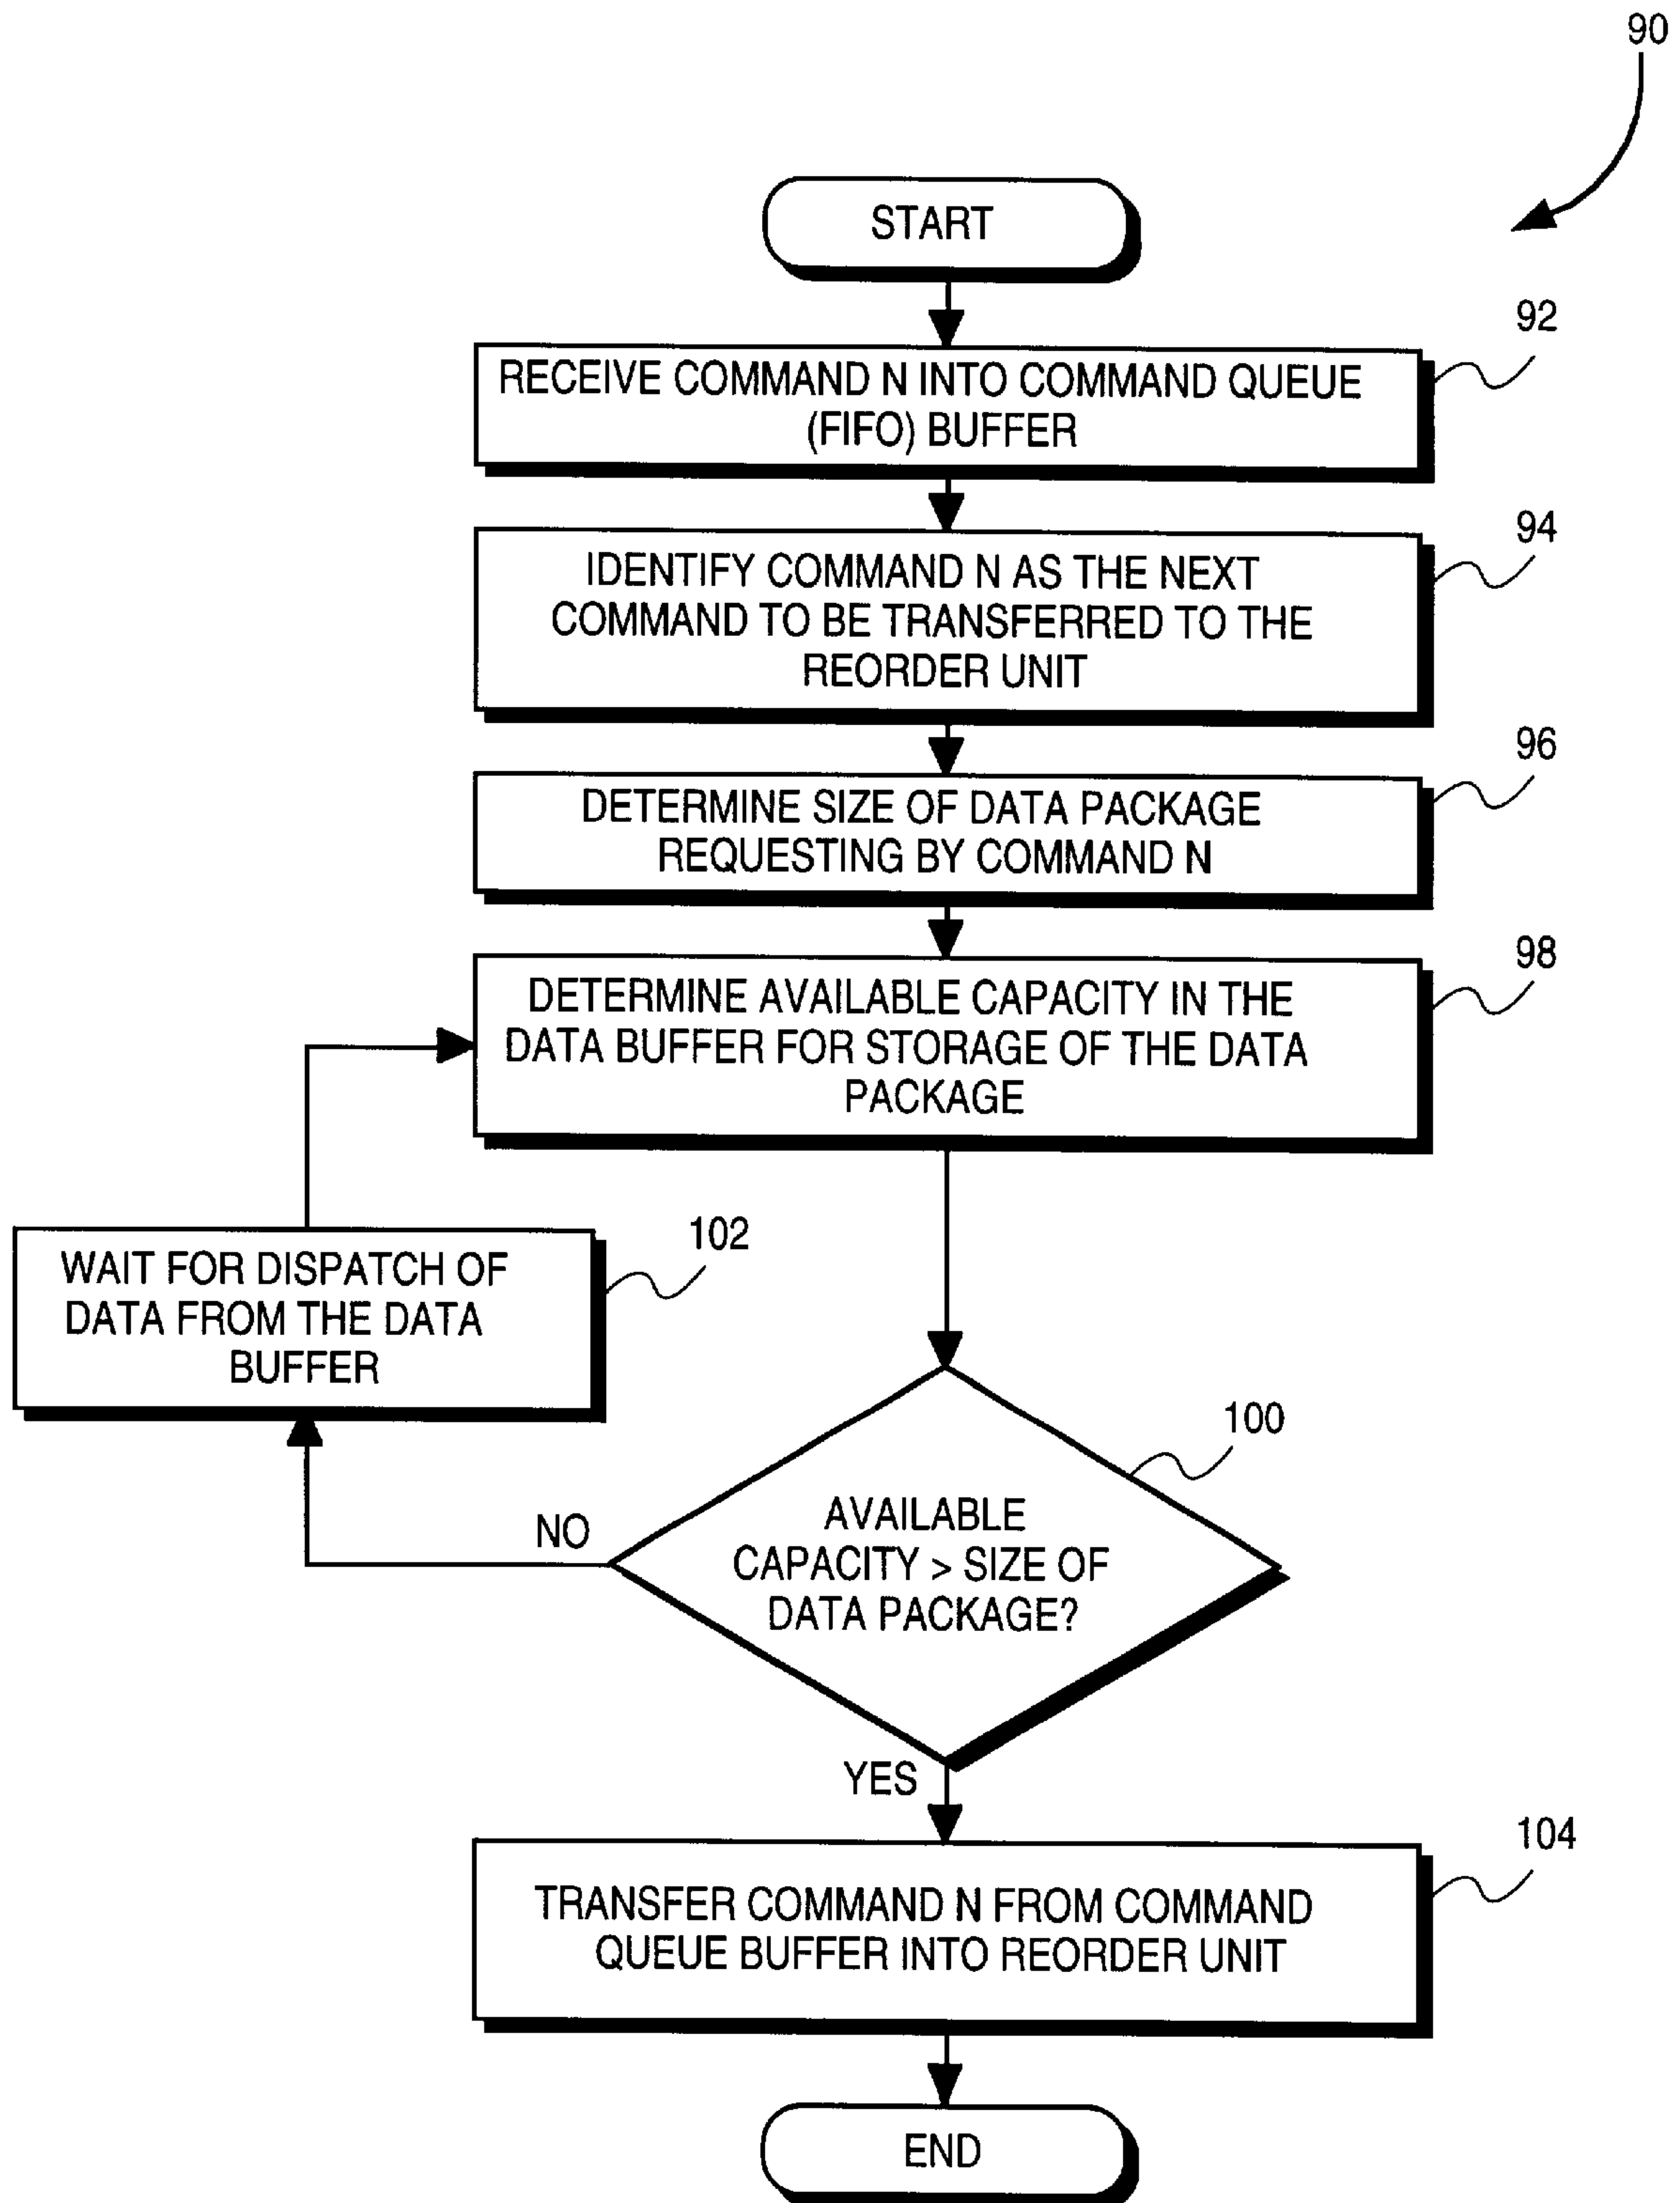 90
START
92
RECEIVE COMMAND N INTO COMMAND QUEUE
(FIFO) BUFFER
94
IDENTIFY COMMAND N AS THE NEXT
COMMAND TO BE TRANSFERRED TO THE
REORDER UNIT
96
DETERMINE SIZE OF DATA PACKAGE
REQUESTING BY COMMAND N
98
DETERMINE AVAILABLE CAPACITY IN THE
DATA BUFFER FOR STORAGE OF THE DATA
PACKAGE
102
WAIT FOR DISPATCH OF
DATA FROM THE DATA
BUFFER
100
AVAILABLE
CAPACITY > SIZE OF
DATA PACKAGE?
NO
YES
104
TRANSFER COMMAND N FROM COMMAND
QUEUE BUFFER INTO REORDER UNIT
END